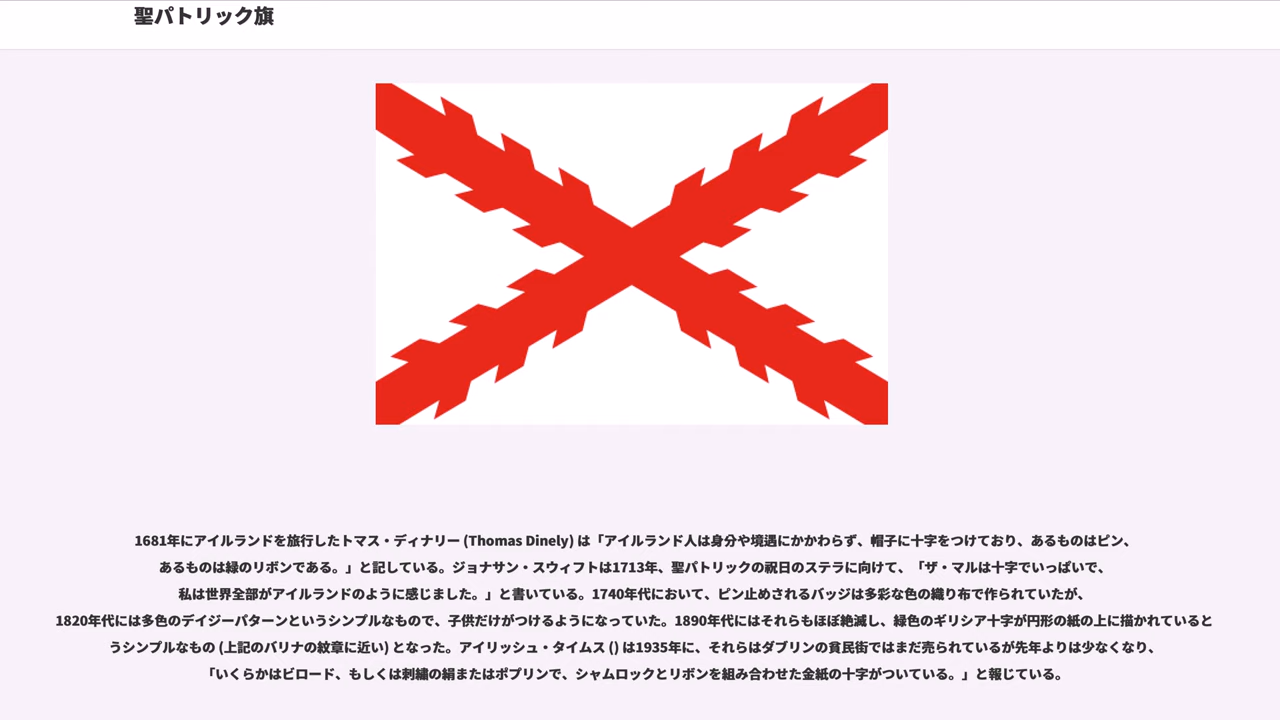 聖パトリック旗
1681年にアイルランドを旅行したトマス・ディナリー (Thomas Dinely) は「アイルランド人は身分や境遇にかかわらず、帽子に十字をつけており、あるものはピン、
あるものは緑のリボンである。」と記している。ジョナサン・スウィフトは1713年、聖パトリックの祝日のステラに向けて、「ザ・マルは十字でいっぱいで、
私は世界全部がアイルランドのように感じました。」と書いている。1740年代において、ピン止めされるバッジは多彩な色の織り布で作られていたが、
1820年代には多色のデイジーパターンというシンプルなもので、子供だけがつけるようになっていた。1890年代にはそれらもほぼ絶滅し、緑色のギリシア十字が円形の紙の上に描かれていると
うシンプルなもの (上記のバリナの紋章に近い) となった。アイリッシュ・タイムス () は1935年に、それらはダブリンの貧民街ではまだ売られているが先年よりは少なくなり、
「いくらかはビロード、もしくは刺繍の絹またはポプリンで、シャムロックとリボンを組み合わせた金紙の十字がついている。」と報じている。